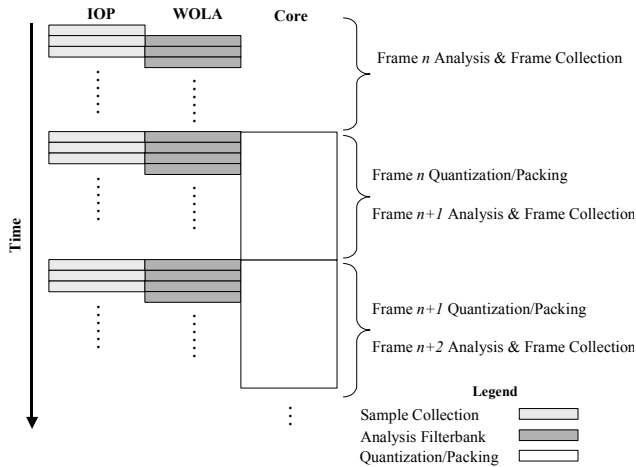 IOP WOLA Core
Frame n Analysis & Frame Collection
Frame n Quantization/Packing
Frame n+1 Analysis & Frame Collection
Time
Frame n+1 Quantization/Packing
Frame n+2 Analysis & Frame Collection
Legend
Sample Collection
Analysis Filterbank
Quantization/Packing